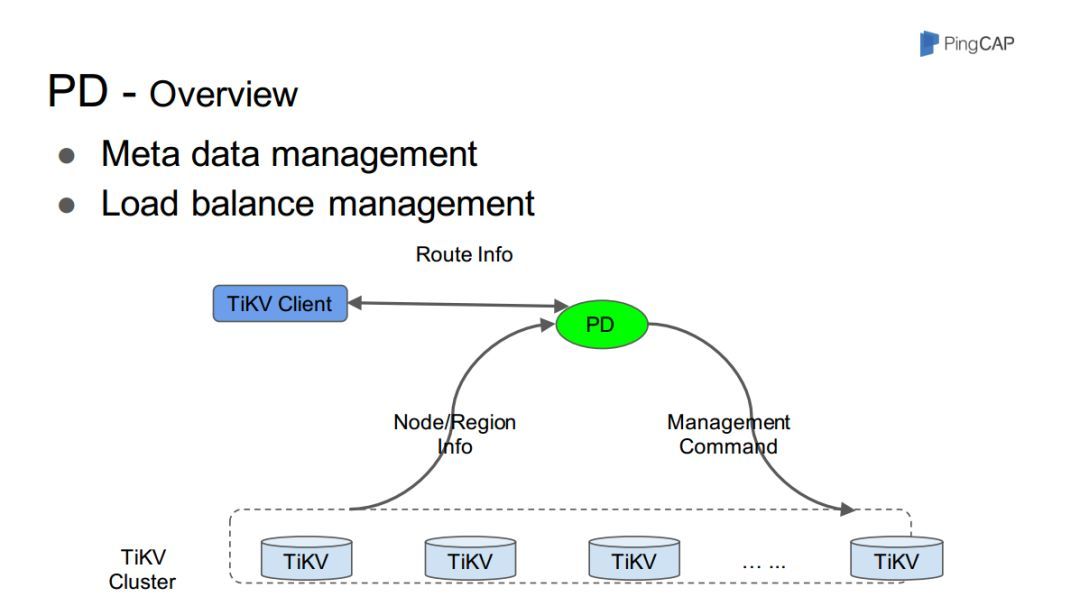 PingCAP
PD - Overview
● Meta data management
● Load balance management
Route Info
TiKV Client
PD
Node/Region
Info
Management
Command
TiKV
Cluster
TiKV
TiKV
TiKV
... ...
TiKV